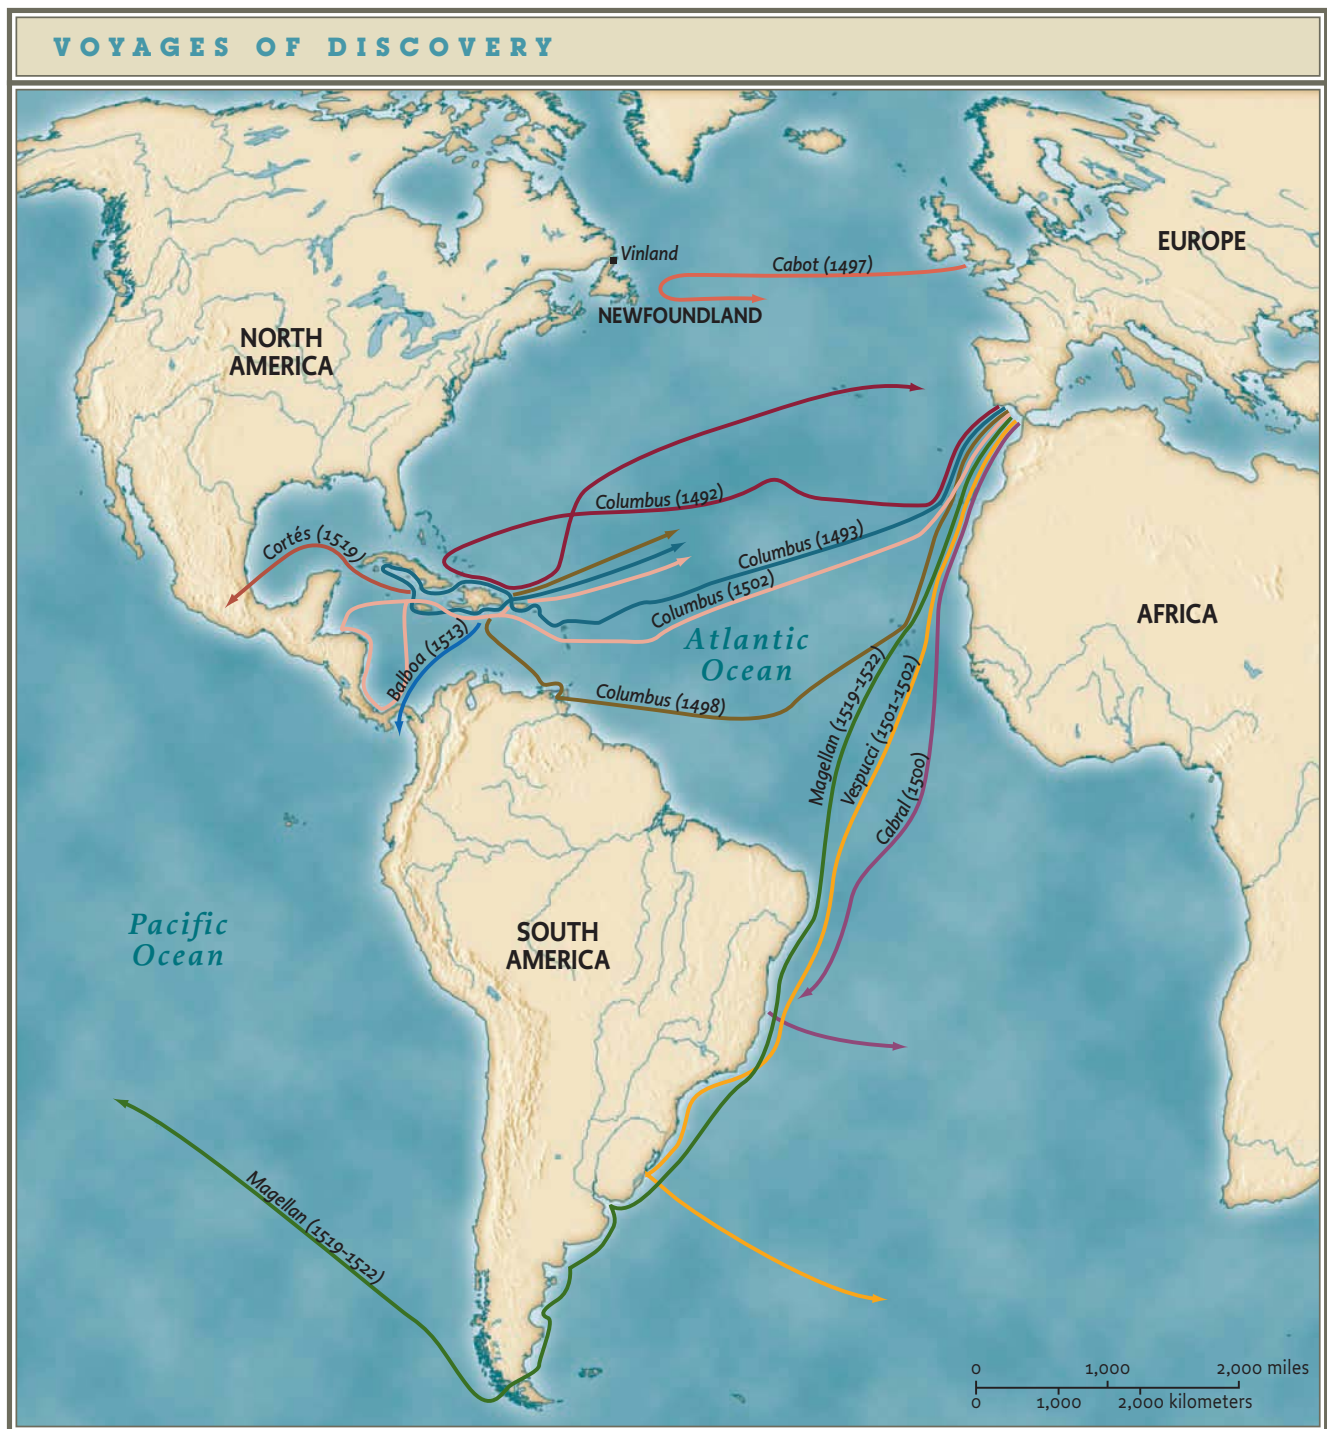 VOYAGES OF DISCOVERY
Vinland
Cabot (1497)
EUROPE
NEWFOUNDLAND
NORTH
AMERICA
Columbus (1492)
Cortés (1519)
Columbus (1493)
Columbus (1502)
AFRICA
Atlantic
Ocean
Balboa (1513)
Columbus (1498)
Magellan (1519-1522)
Vespucci (1501-1502)
Cabral (1500)
Pacific
Ocean
SOUTH
AMERICA
Magellan (1519-1522)
0 1,000 2,000 miles
0 1,000 2,000 kilometers